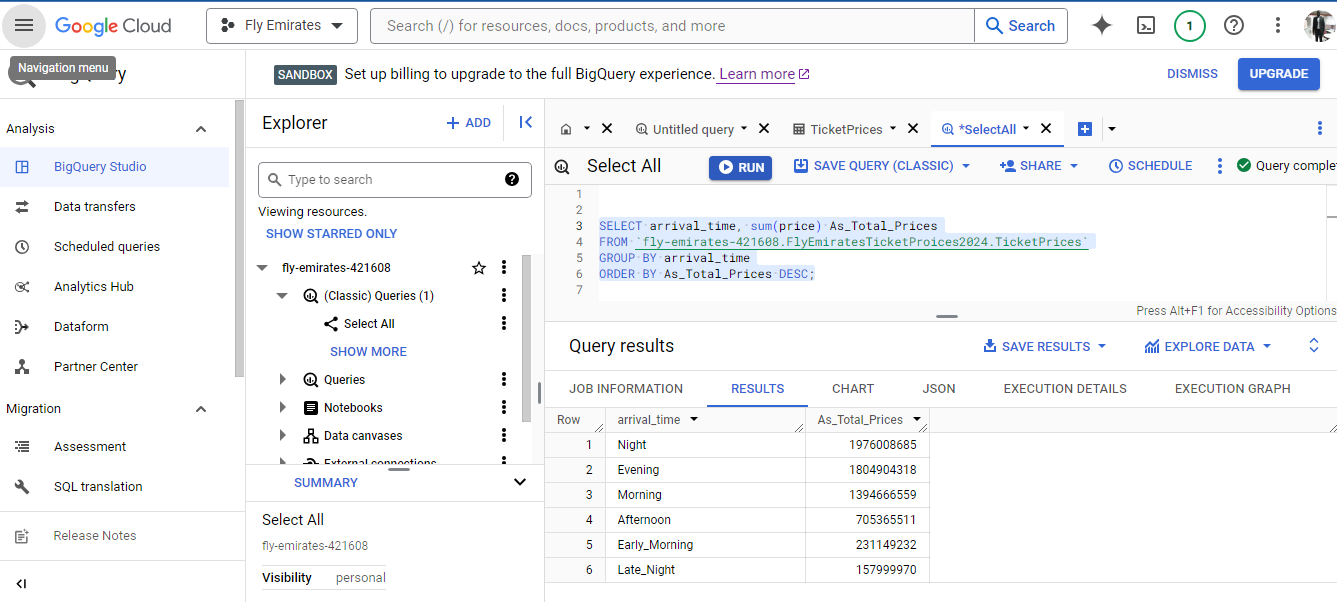 Google Cloud
Fly Emirates
Search (/) for resources, docs, products, and more
Search
1
Navigation menu
SANDBOX Set up billing to upgrade to the full BigQuery experience. Learn more
DISMISS
UPGRADE
Analysis
BigQuery Studio
Data transfers
Scheduled queries
Analytics Hub
Dataform
Partner Center
Migration
Assessment
SQL translation
Release Notes
Explorer
+ ADD
Type to search
Viewing resources.
SHOW STARRED ONLY
fly-emirates-421608
(Classic) Queries (1)
Select All
SHOW MORE
Queries
Notebooks
Data canvases
External connections
SUMMARY
Select All
fly-emirates-421608
Visibility personal
Untitled query
TicketPrices
*SelectAll
Select All
RUN
SAVE QUERY (CLASSIC)
SHARE
SCHEDULE
Query comple
1
2
3 SELECT arrival_time, sum(price) As_Total_Prices
4 FROM `fly-emirates-421608.FlyEmiratesTicketProices2024.TicketPrices`
5 GROUP BY arrival_time
6 ORDER BY As_Total_Prices DESC;
7
Press Alt+F1 for Accessibility Options
Query results
SAVE RESULTS
EXPLORE DATA
JOB INFORMATION RESULTS CHART JSON EXECUTION DETAILS EXECUTION GRAPH
Row arrival_time As_Total_Prices
1 Night 1976008685
2 Evening 1804904318
3 Morning 1394666559
4 Afternoon 705365511
5 Early_Morning 231149232
6 Late_Night 157999970